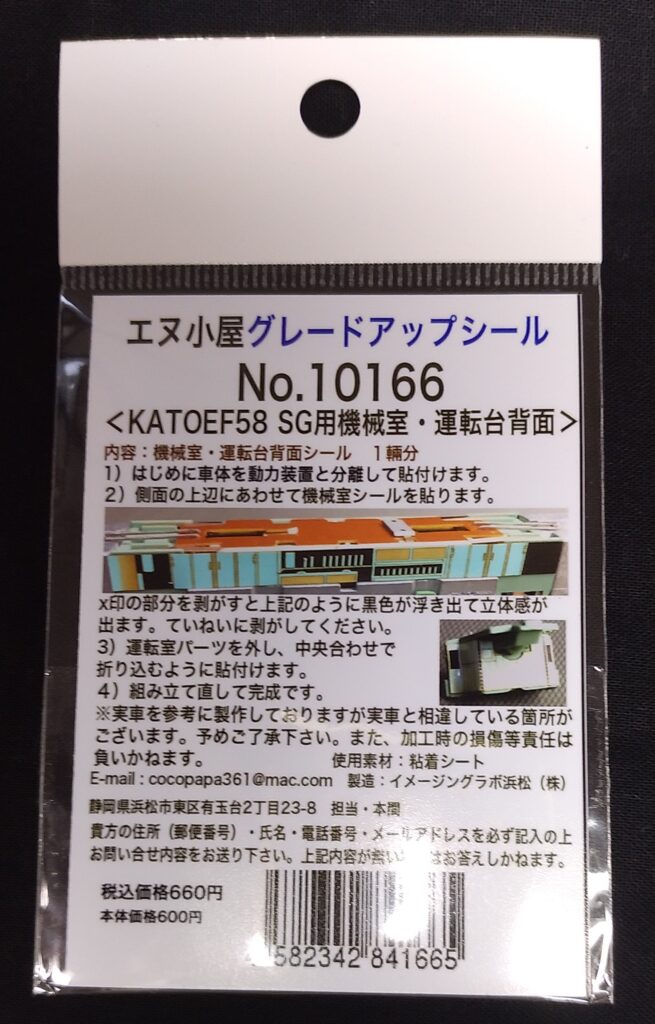 エヌ小屋グレードアップシール
No.10166
＜KATOEF58 SG用機械室・運転台背面＞
内容：機械室・運転台背面シール　1輛分
1）はじめに車体を動力装置と分離して貼付けます。
2）側面の上辺にあわせて機械室シールを貼ります。
x印の部分を剥がすと上記のように黒色が浮き出て立体感が
出ます。ていねいに剥がしてください。
3）運転室パーツを外し、中央合わせで
折り込むように貼付けます。
4）組み立て直して完成です。
※実車を参考に製作しておりますが実車と相違している箇所が
ございます。予めご了承下さい。また、加工時の損傷等責任は
負いかねます。　使用素材：粘着シート
E-mail：cocopapa361@mac.com　製造：イメージングラボ浜松（株）
静岡県浜松市東区有玉台2丁目23-8　担当・本間
貴方の住所（郵便番号）・氏名・電話番号・メールアドレスを必ず記入の上
お問い合せ内容をお送り下さい。上記内容が無い はお答えしかねます。
税込価格660円
本体価格600円
582342 841665